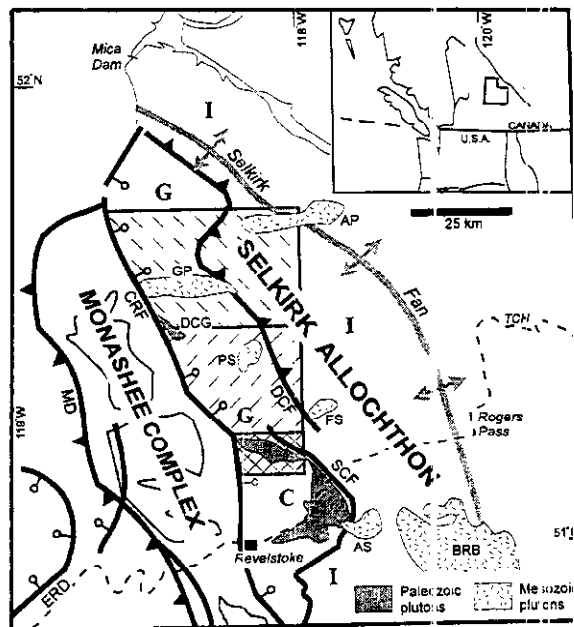 118
120°
Mica
Dam
52°N
I
Selkirk
CANADA
U.S.A.
G
25 km
AP
SELKIRK ALLOCHTHON
GP
Fan
CRF
I
TCH
DCG
MONASHEE COMPLEX
PS
MD
DCF
FS
119°W
G
Rogers
Pass
SCF
C
AS
51°
Revelstoke
I
BRB
ERD
Paleozoic
plutons
Mesozoic
plutons